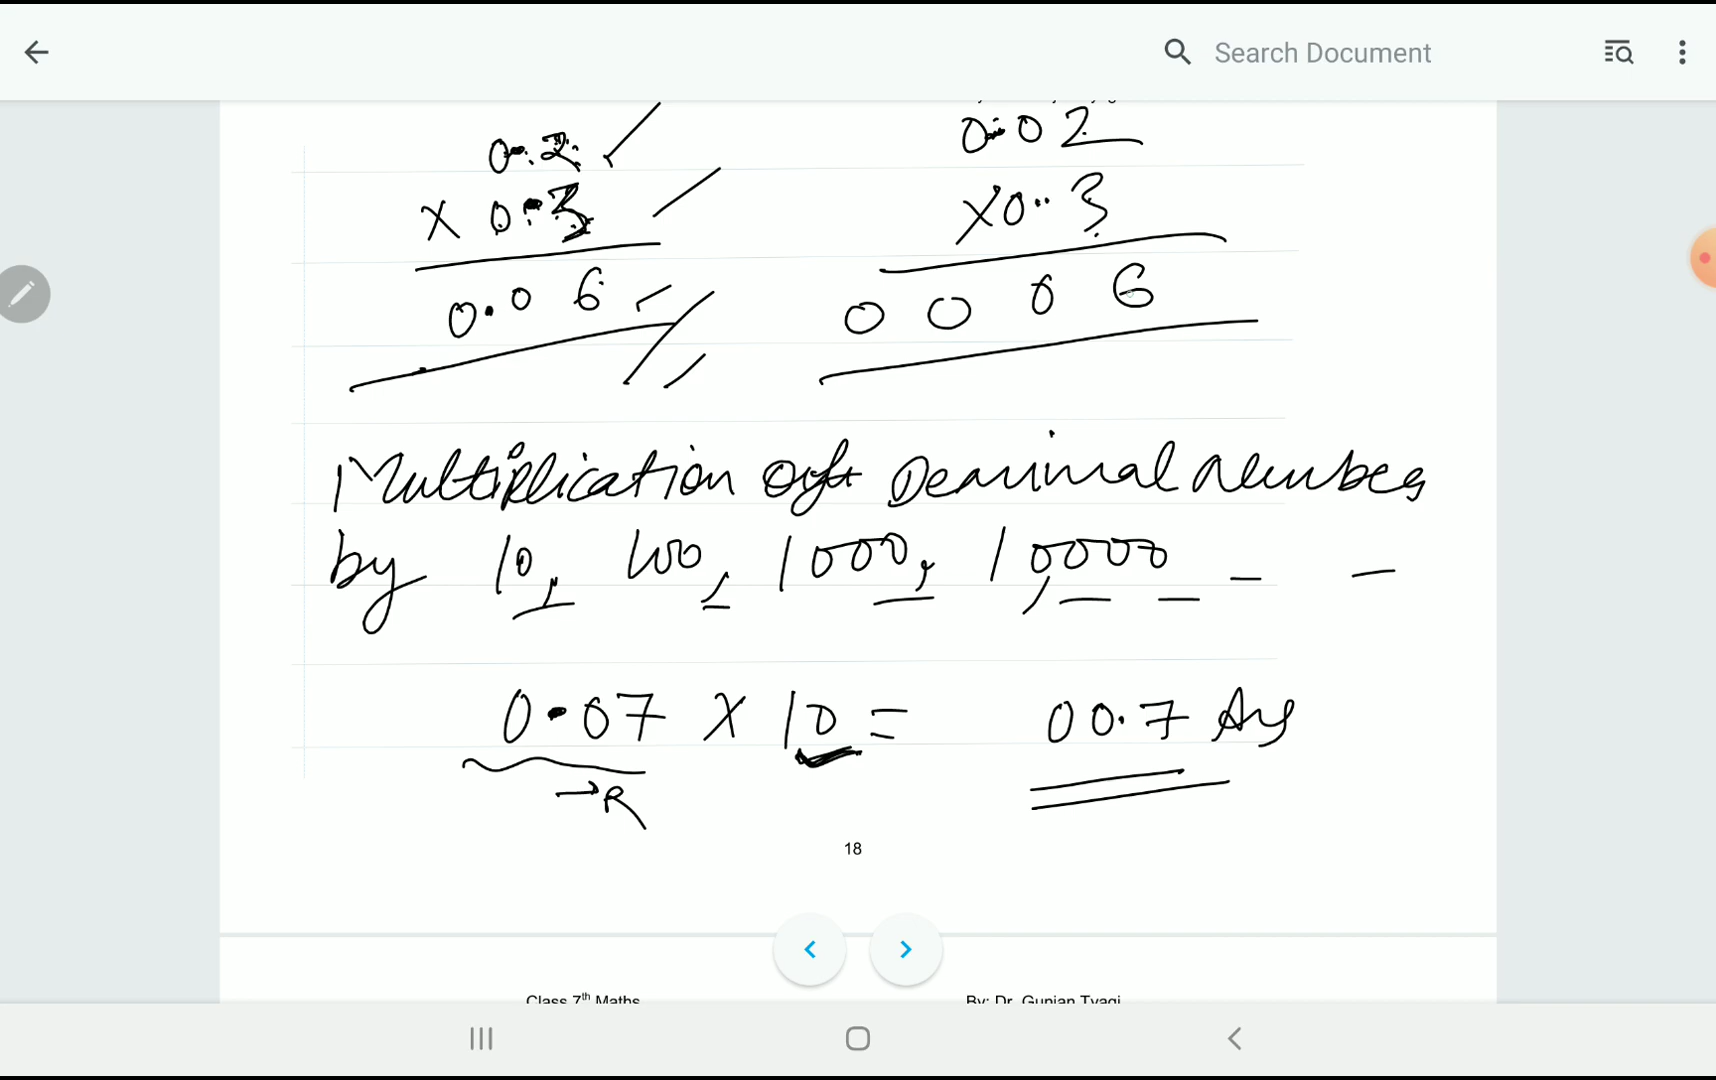 Search Document
0.2 0.02
X 0.3 X0.3
0.06 0 0 0 6
Multiplication of Decimal Numbers
by 10, 100, 1000, 10,000 - -
0.07 X 10 = 00.7 Ans
→R
18
Class 7th Maths By: Dr. Gunjan Tyagi